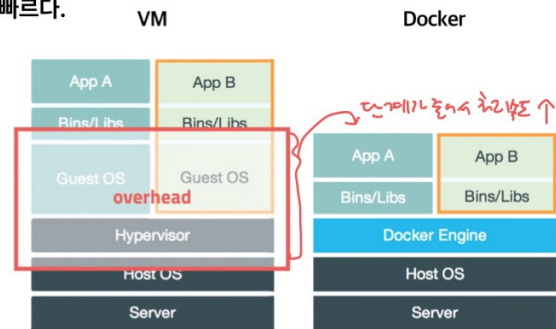 빠르다.
VM
Docker
App A
App B
Bins/Libs
Bins/Libs
Guest OS
Guest OS
overhead
Hypervisor
Host OS
Server
단계가 줄어서 처리속도 ↑
App A
App B
Bins/Libs
Bins/Libs
Docker Engine
Host OS
Server